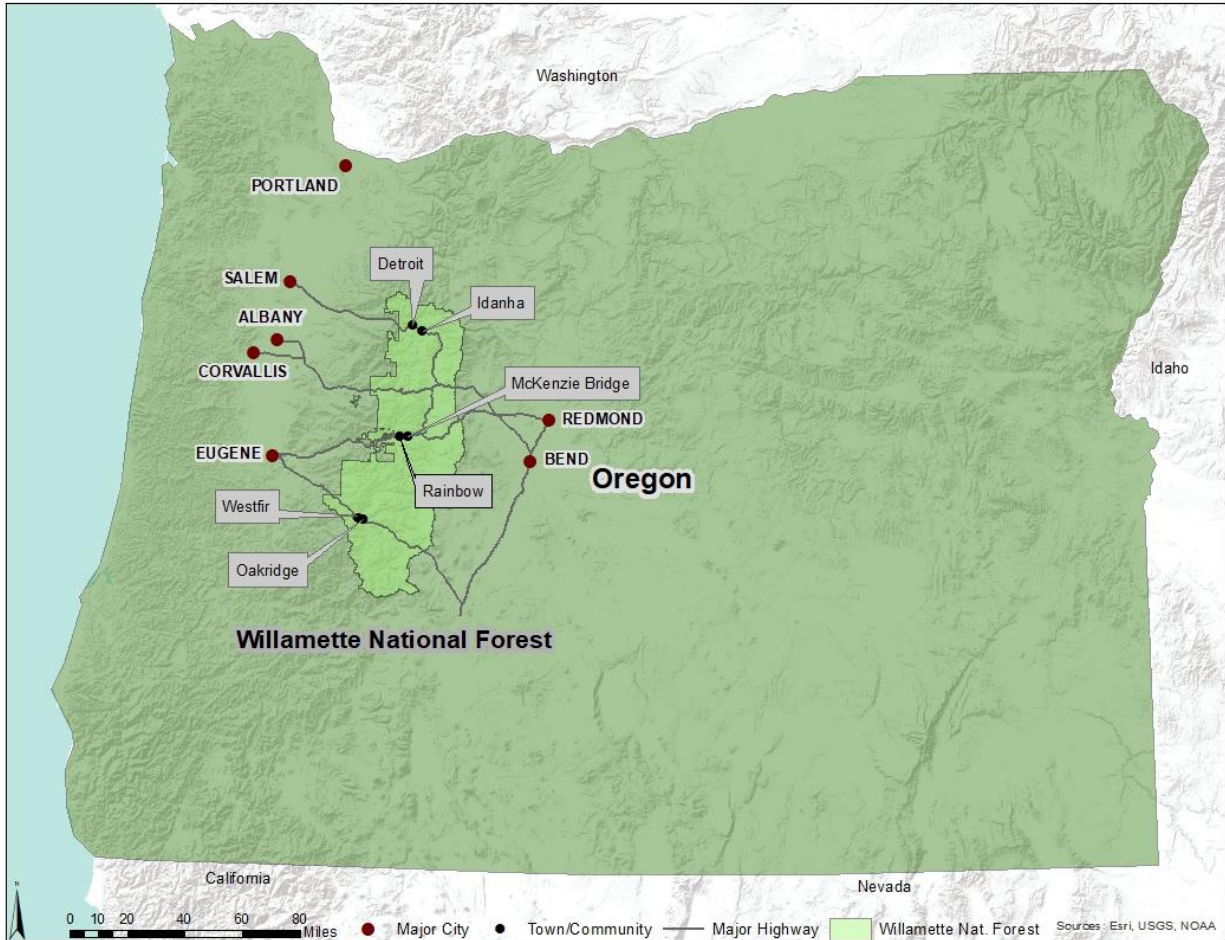 Washington
PORTLAND
Detroit
SALEM
Idanha
ALBANY
CORVALLIS
Idaho
McKenzie Bridge
REDMOND
EUGENE
BEND
Oregon
Rainbow
Westfir
Oakridge
Willamette National Forest
California
Nevada
N
0 10 20 40 60 80
Miles
Major City
Town/Community
Major Highway
Willamette Nat. Forest
Sources: Esri, USGS, NOAA